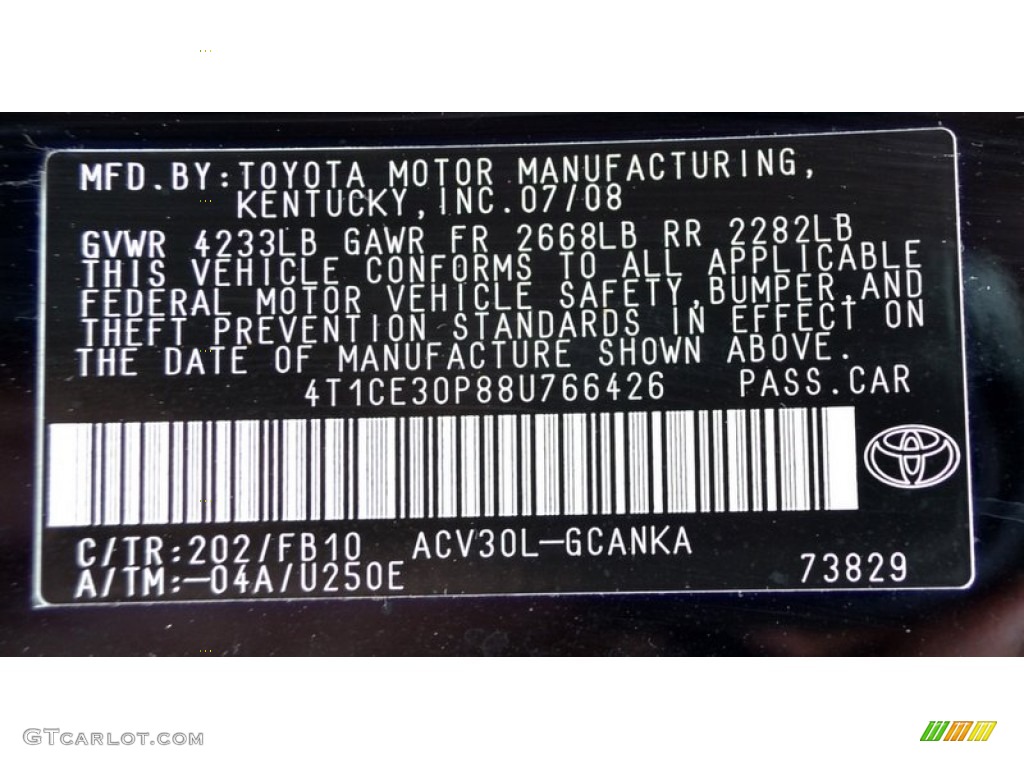 MFD.BY:TOYOTA MOTOR MANUFACTURING,
KENTUCKY,INC.07/08
GVWR 4233LB GAWR FR 2668LB RR 2282LB
THIS VEHICLE CONFORMS TO ALL APPLICABLE
FEDERAL MOTOR VEHICLE SAFETY,BUMPER,AND
THEFT PREVENTION STANDARDS IN EFFECT ON
THE DATE OF MANUFACTURE SHOWN ABOVE.
4T1CE30P88U766426 PASS.CAR
C/TR:202/FB10 ACV30L-GCANKA
A/TM:-04A/U250E 73829
GTCarLot.com